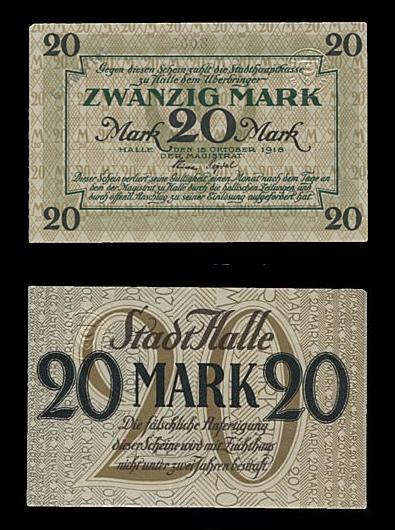 20 20
Gegen diesen Schein zahlt die Stadthauptkasse
zu Halle dem Überbringer
ZWANZIG MARK
Mark 20 Mark
HALLE, DEN 15. OKTOBER 1918
DER MAGISTRAT
Dieser Schein verliert seine Gültigkeit einen Monat nach dem Tage an
dem der Magistrat zu Halle durch die hallischen Zeitungen und
durch öffentl. Anschlag zu seiner Einlösung aufgefordert hat.
20 20
Stadt Halle
20 MARK 20
Die fälschliche Anfertigung
dieser Scheine wird mit Zuchthaus
nicht unter zwei Jahren bestraft.